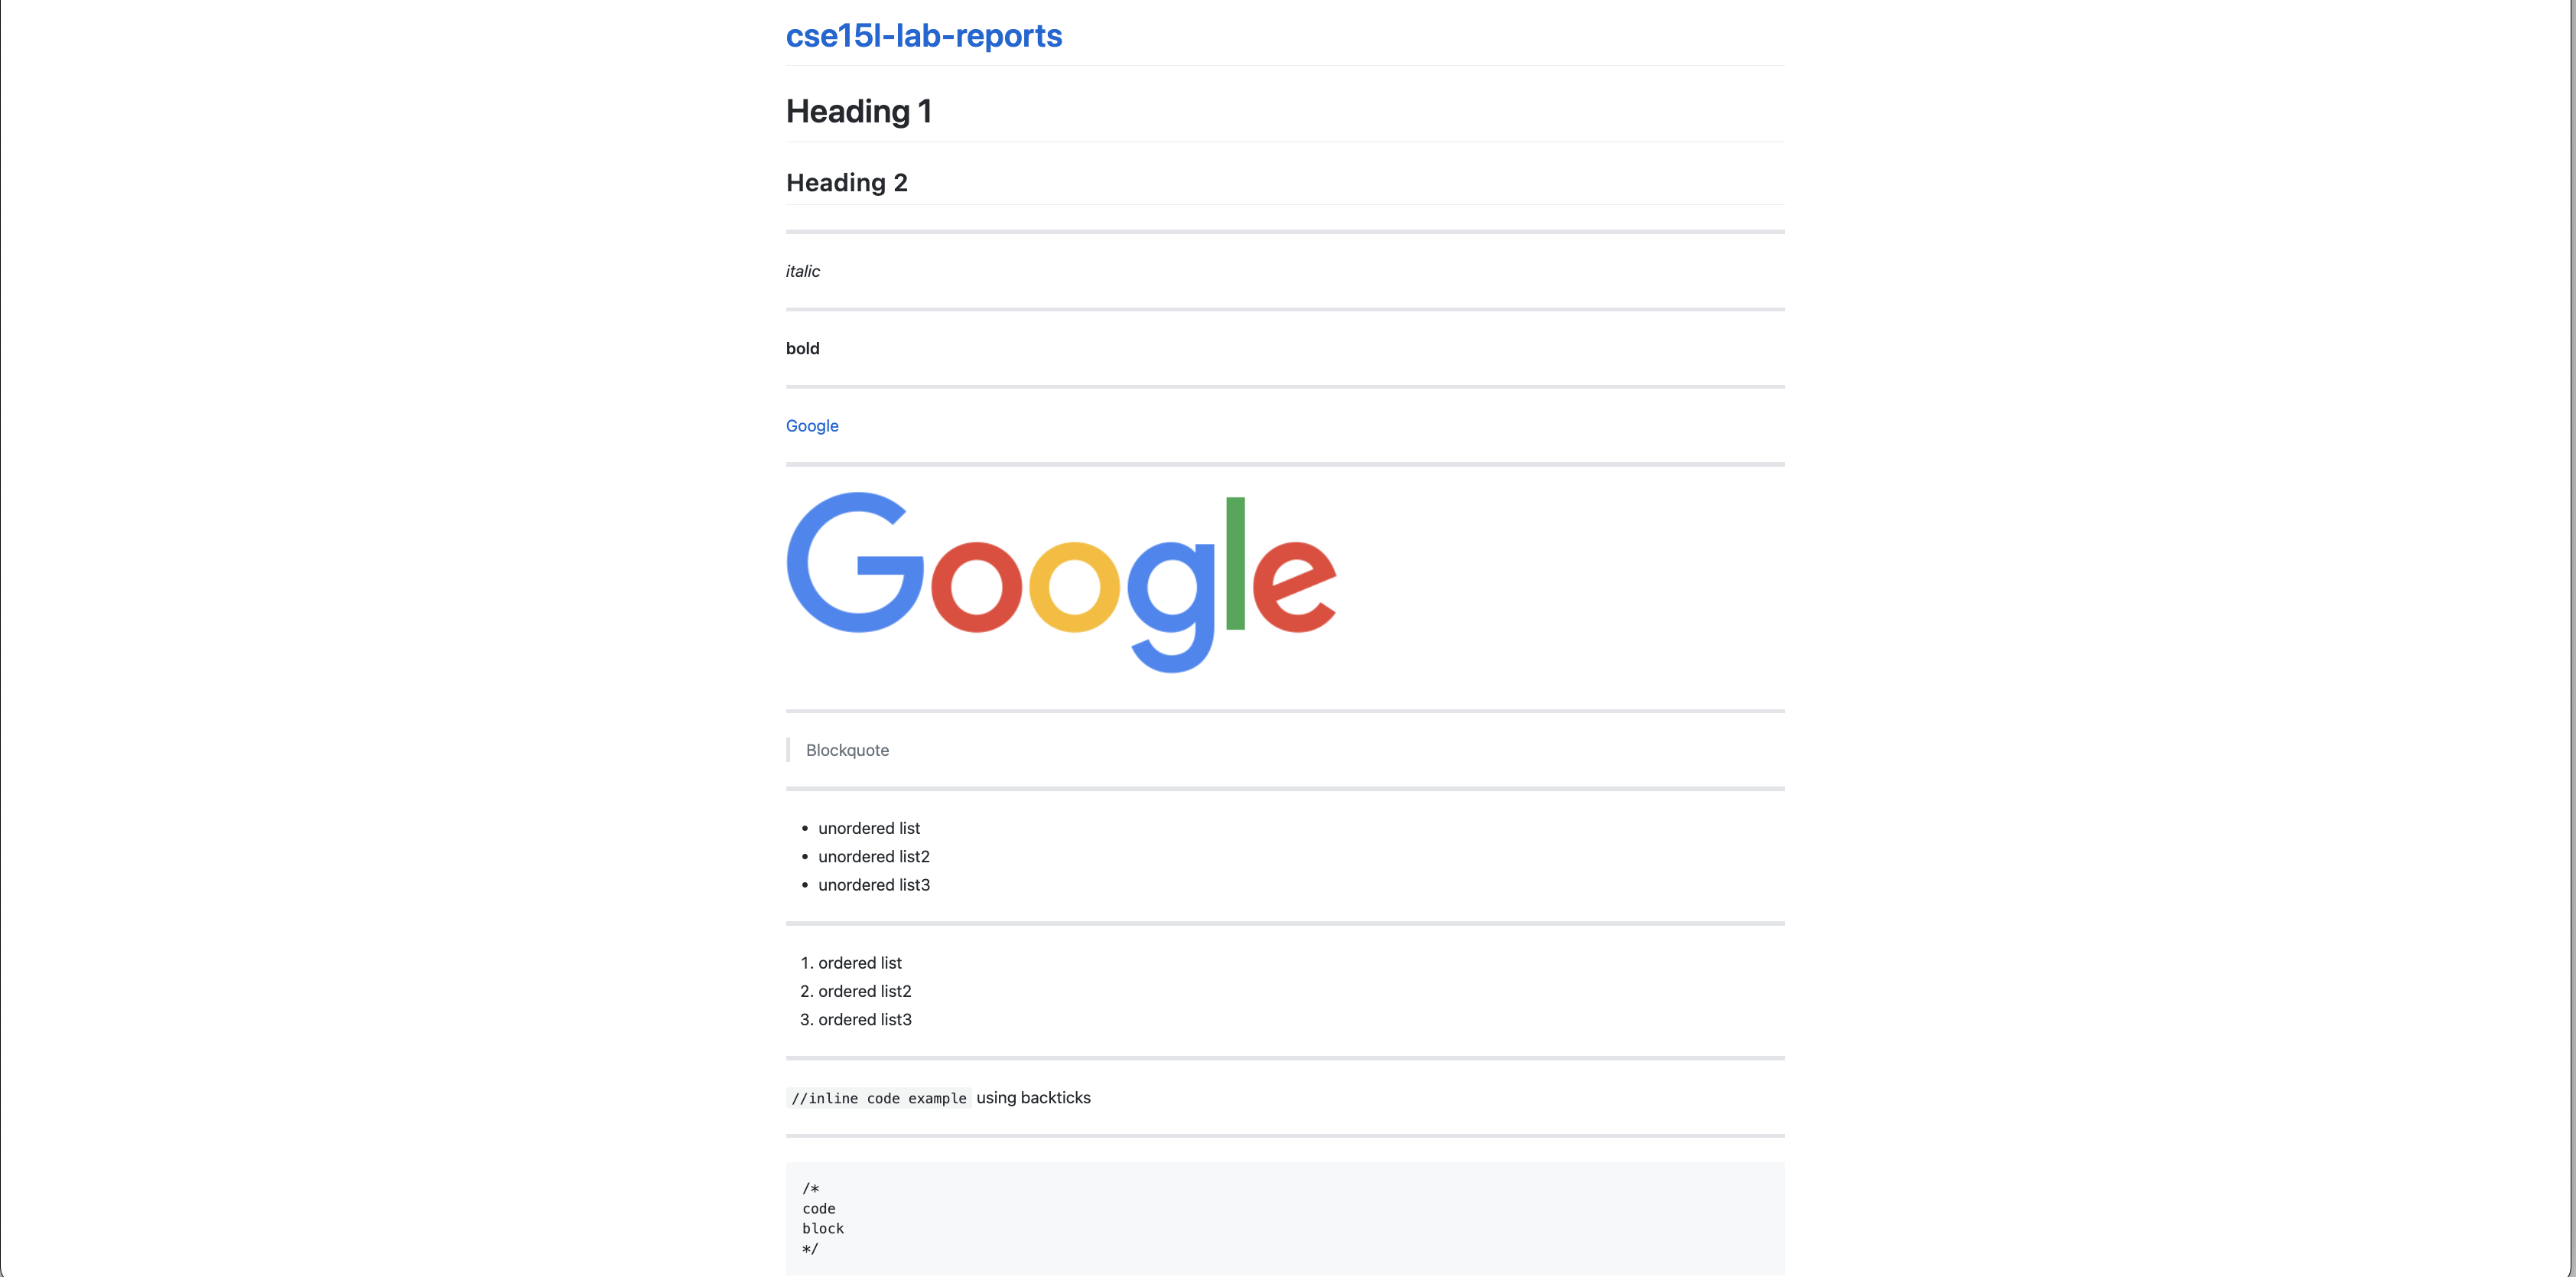 cse15l-lab-reports
Heading 1
Heading 2
italic
bold
Google
Google
Blockquote
• unordered list
• unordered list2
• unordered list3
1. ordered list
2. ordered list2
3. ordered list3
//inline code example using backticks
/*
code
block
*/